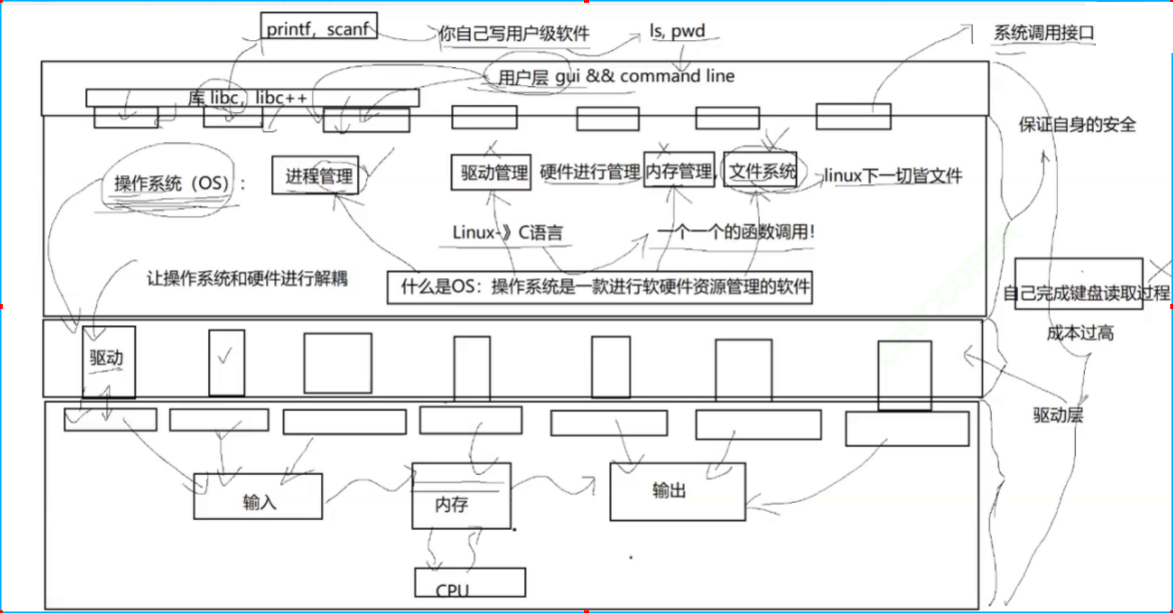 printf，scanf
你自己写用户级软件
ls, pwd
系统调用接口
用户层 gui && command line
库 libc，libc++
保证自身的安全
操作系统（OS）：
进程管理
驱动管理
硬件进行管理
内存管理，
文件系统
linux下一切皆文件
Linux-》C语言
一个一个的函数调用！
让操作系统和硬件进行解耦
什么是OS：操作系统是一款进行软硬件资源管理的软件
自己完成键盘读取过程
成本过高
驱动
驱动层
输入
内存
输出
CPU